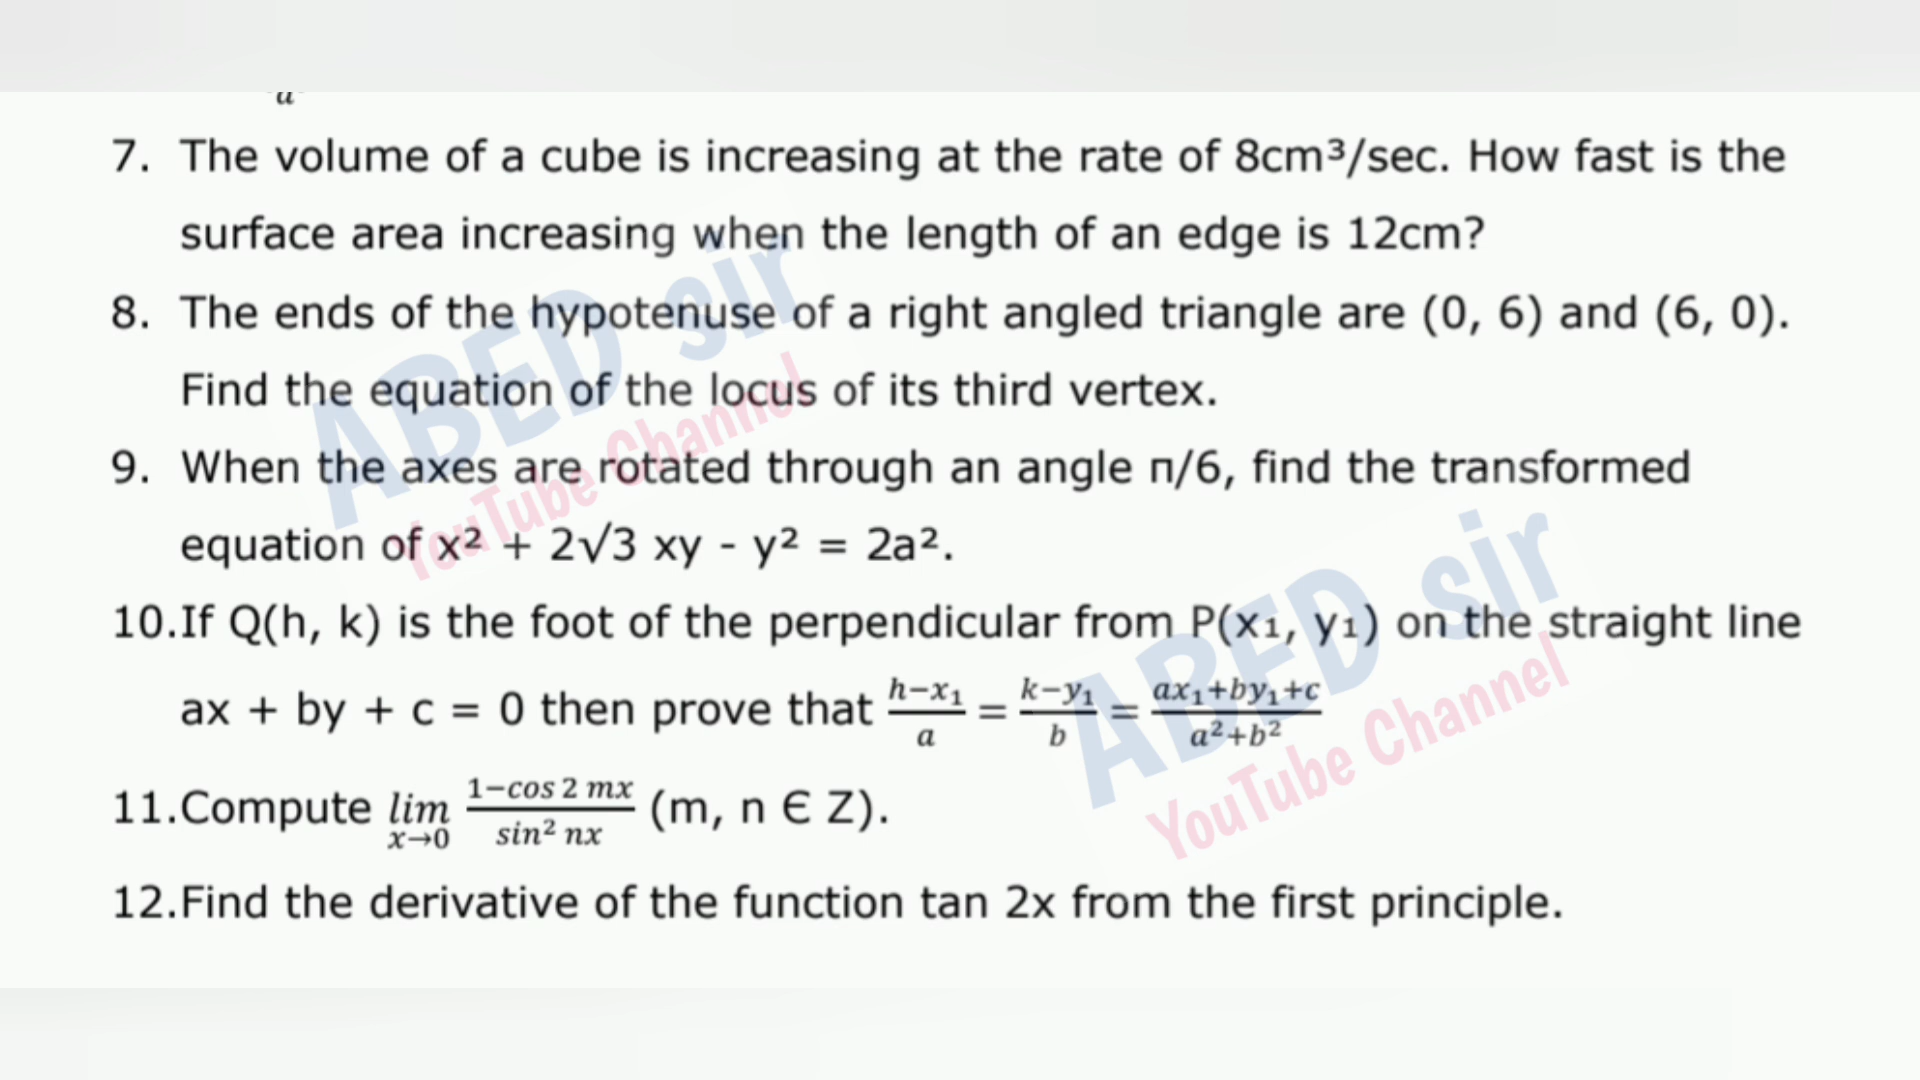 a
7. The volume of a cube is increasing at the rate of 8cm³/sec. How fast is the
surface area increasing when the length of an edge is 12cm?
8. The ends of the hypotenuse of a right angled triangle are (0, 6) and (6, 0).
Find the equation of the locus of its third vertex.
9. When the axes are rotated through an angle п/6, find the transformed
equation of x² + 2√3 xy - y² = 2a².
10.If Q(h, k) is the foot of the perpendicular from P(x₁, y₁) on the straight line
ax + by + c = 0 then prove that (h−x₁)/a = (k−y₁)/b = (ax₁+by₁+c)/(a²+b²)
11.Compute lim x→0 (1−cos 2 mx)/(sin² nx) (m, n Є Z).
12.Find the derivative of the function tan 2x from the first principle.
ABED sir
YouTube Channel
ABED sir
YouTube Channel